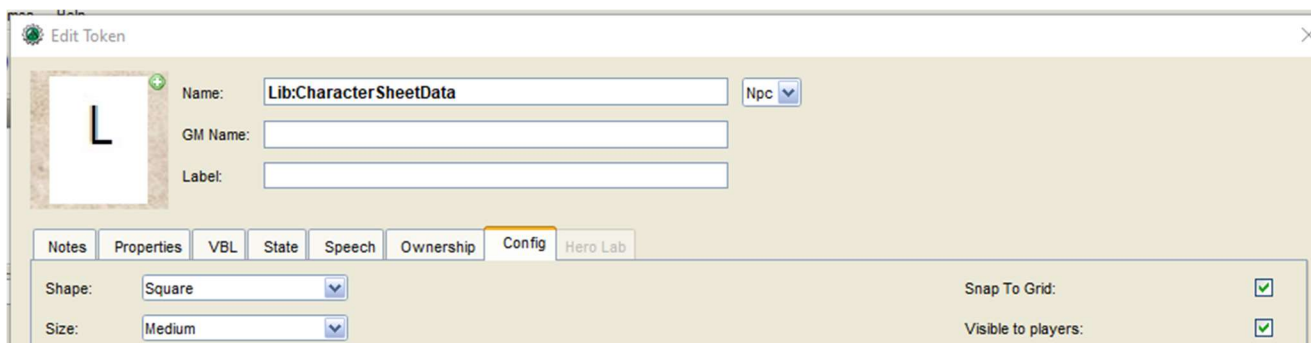 Help
Edit Token
L
Name: Lib:CharacterSheetData Npc
GM Name:
Label:
Notes Properties VBL State Speech Ownership Config Hero Lab
Shape: Square Snap To Grid:
Size: Medium Visible to players: